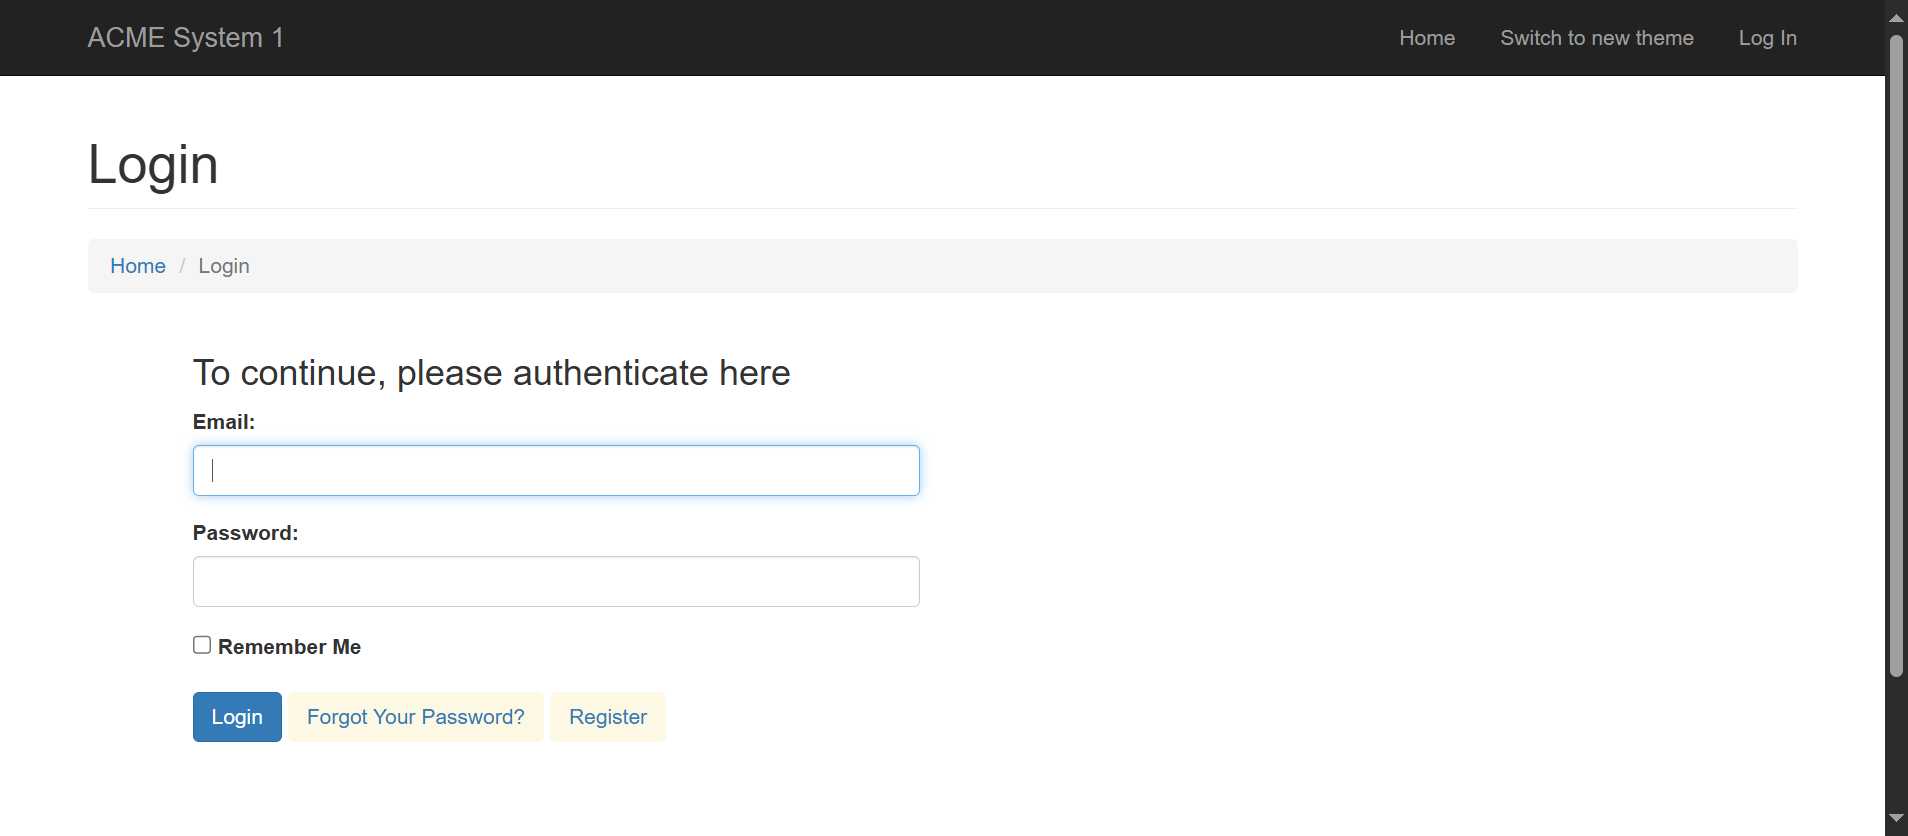 ACME System 1 Home Switch to new theme Log In
Login
Home / Login
To continue, please authenticate here
Email:
Password:
Remember Me
Login Forgot Your Password? Register